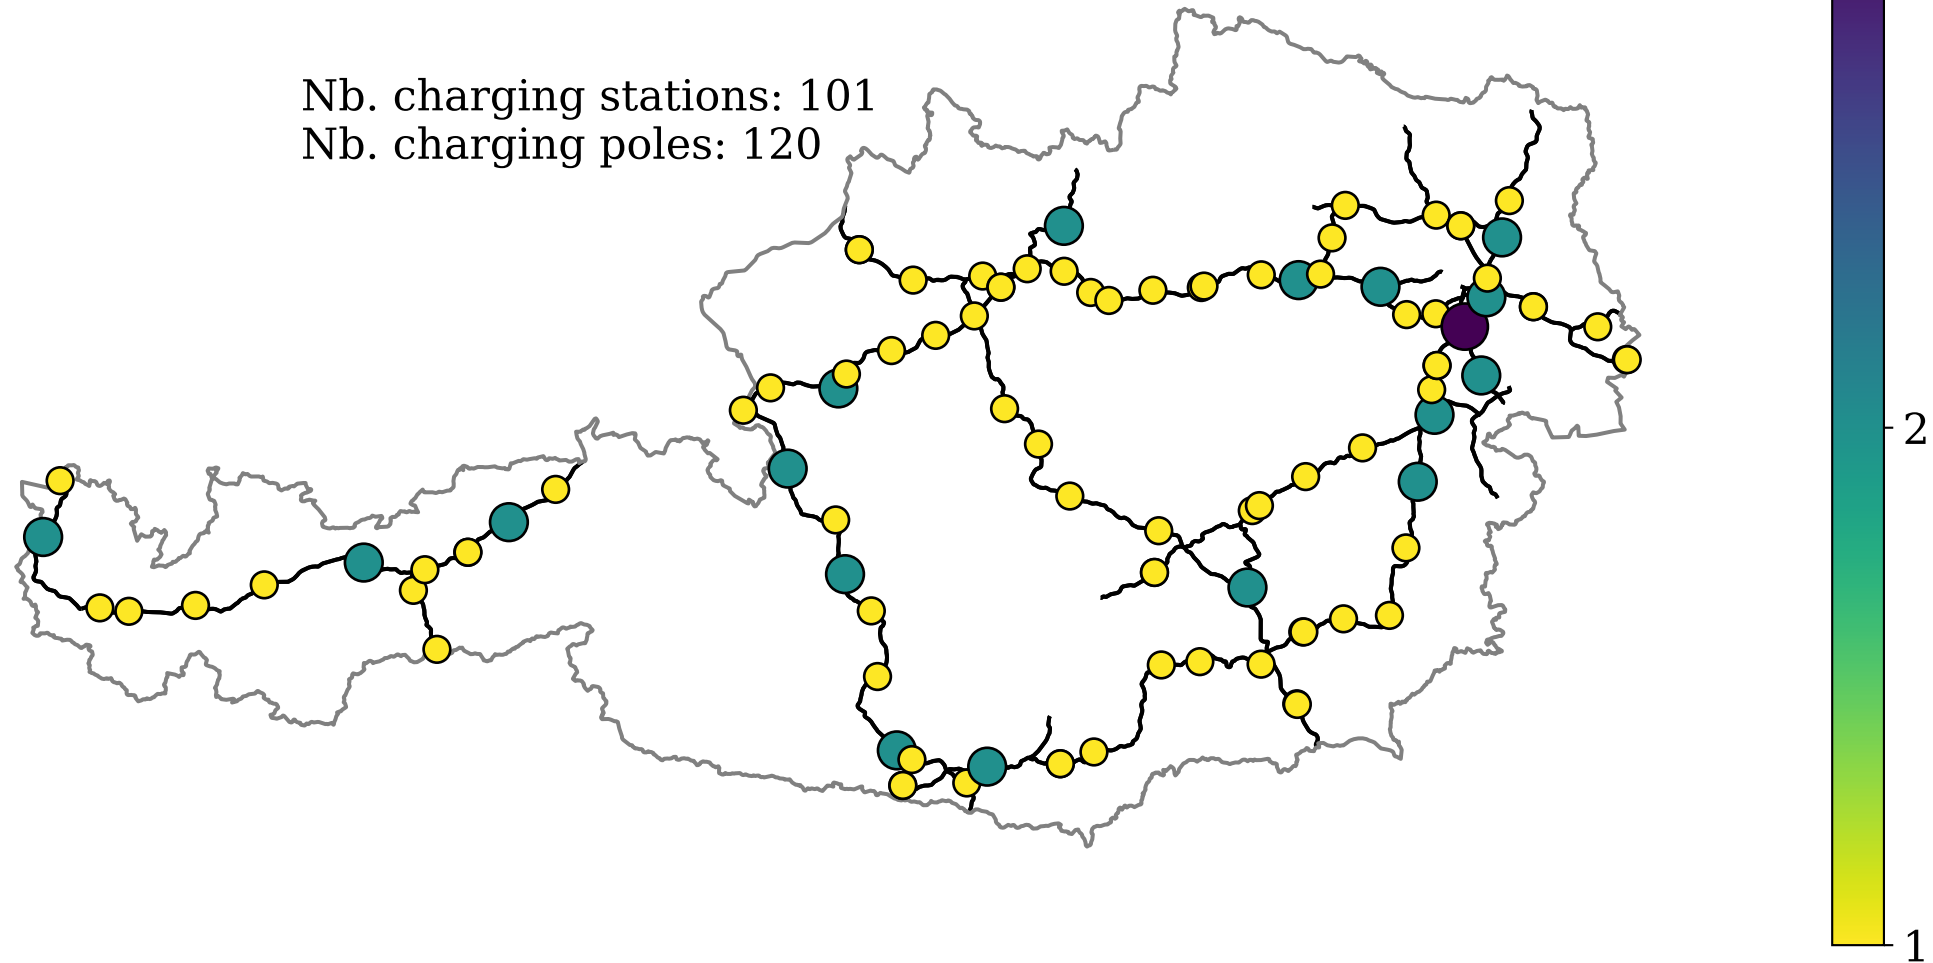 Nb. charging stations: 101
Nb. charging poles: 120
2
1